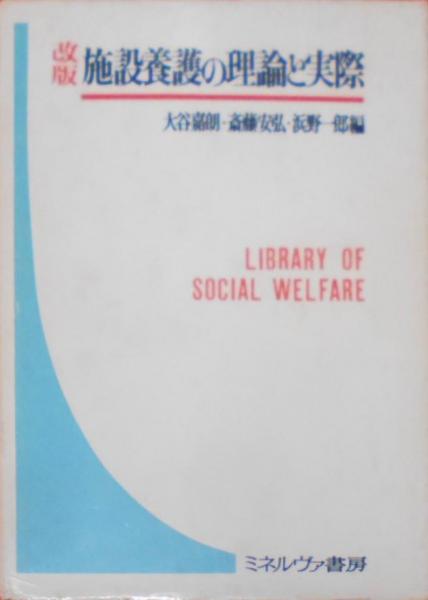 改版 施設養護の理論と実際
大谷嘉朗・斎藤安弘・浜野一郎編
LIBRARY OF
SOCIAL WELFARE
ミネルヴァ書房